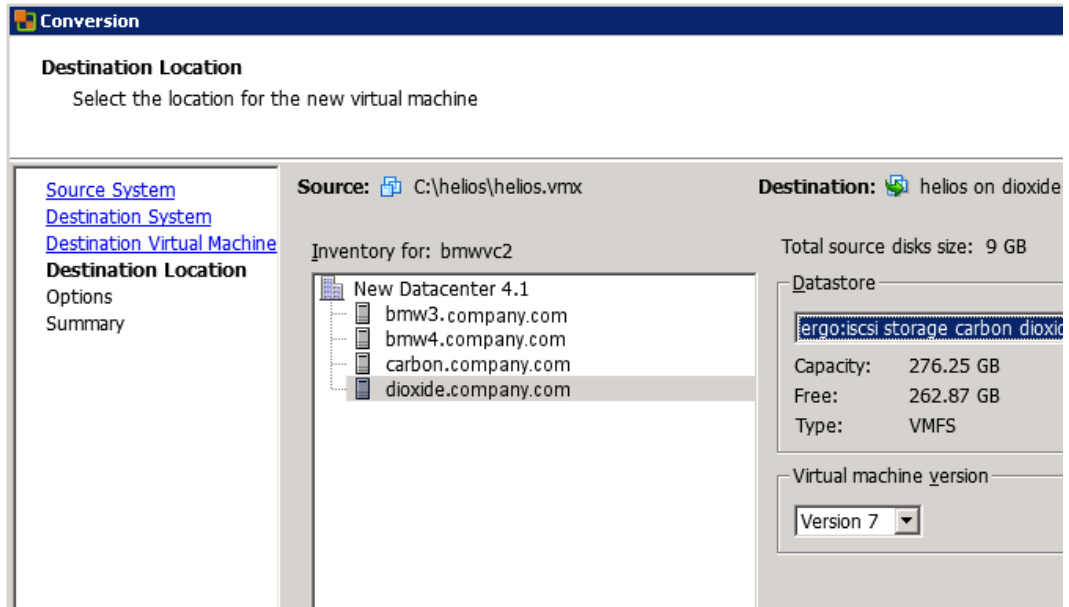 Conversion
Destination Location
Select the location for the new virtual machine
Source System
Destination System
Destination Virtual Machine
Destination Location
Options
Summary
Source: C:\helios\helios.vmx
Inventory for: bmwvc2
New Datacenter 4.1
bmw3.company.com
bmw4.company.com
carbon.company.com
dioxide.company.com
Destination: helios on dioxide
Total source disks size: 9 GB
Datastore
ergo:iscsi storage carbon
Capacity: 276.25 GB
Free: 262.87 GB
Type: VMFS
Virtual machine version
Version 7